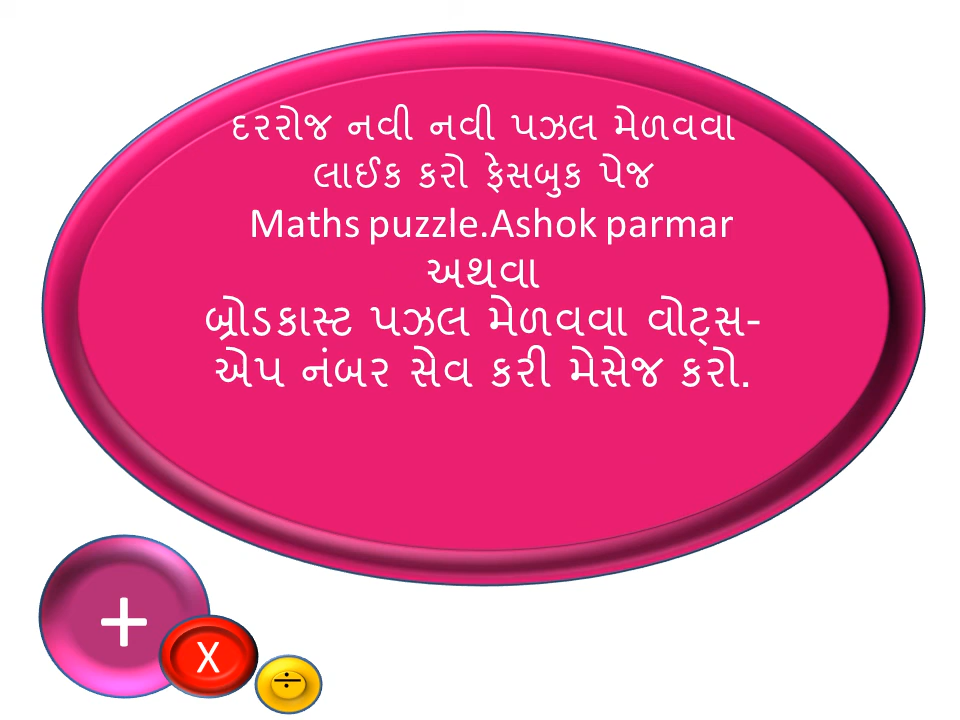 દરરોજ નવી નવી પઝલ મેળવવા
લાઈક કરો ફેસબુક પેજ
Maths puzzle.Ashok parmar
અથવા
બ્રોડકાસ્ટ પઝલ મેળવવા વોટ્સ-
એપ નંબર સેવ કરી મેસેજ કરો.
+
X
÷